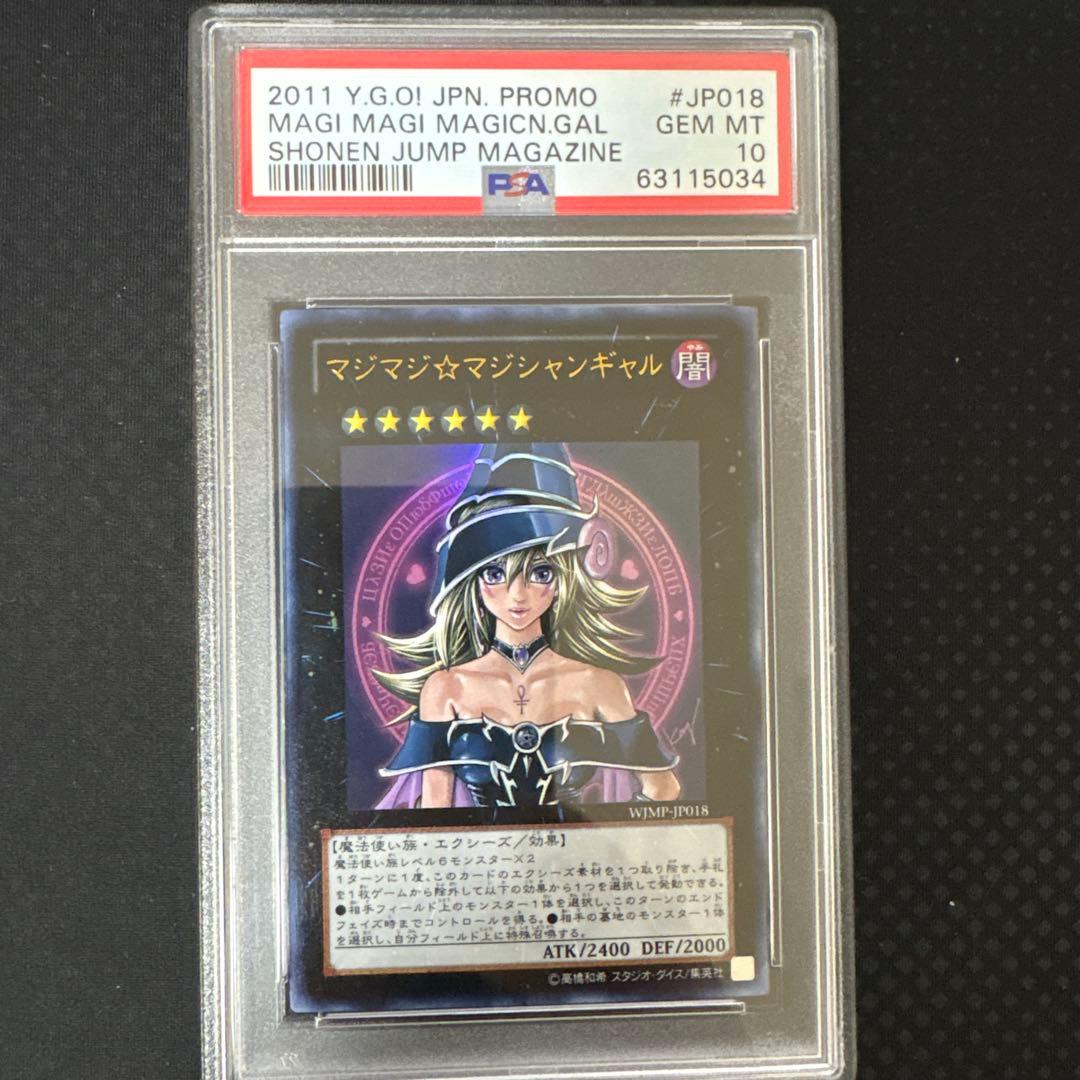 2011 Y.G.O! JPN. PROMO #JP018
MAGI MAGI MAGICN.GAL GEM MT
SHONEN JUMP MAGAZINE 10
PSA 63115034
マジマジ☆マジシャンギャル 闇
WJMP-JP018
【魔法使い族・エクシーズ/効果】
魔法使い族レベル6モンスター×2
1ターンに1度、このカードのエクシーズ素材を1つ取り除き、手札
を1枚ゲームから除外して以下の効果から1つを選択して発動できる。
●相手フィールド上のモンスター1体を選択し、このターンのエンド
フェイズ時までコントロールを得る。●相手の墓地のモンスター1体
を選択し、自分フィールド上に特殊召喚する。
ATK/2400 DEF/2000
©高橋和希 スタジオ・ダイス/集英社